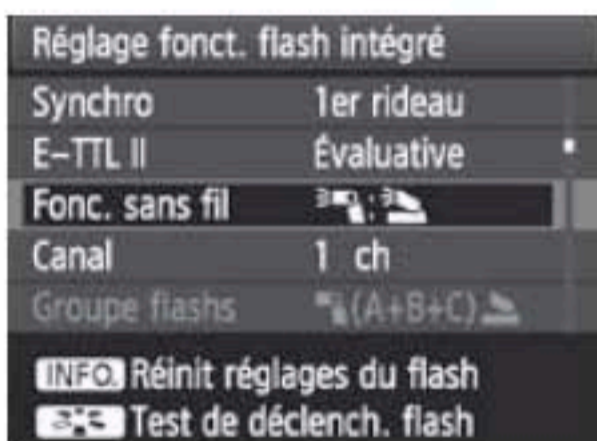 Réglage fonct. flash intégré
Synchro 1er rideau
E-TTL II Évaluative
Fonc. sans fil :
Canal 1 ch
Groupe flashs (A+B+C)
INFO. Réinit réglages du flash
Test de déclench. flash